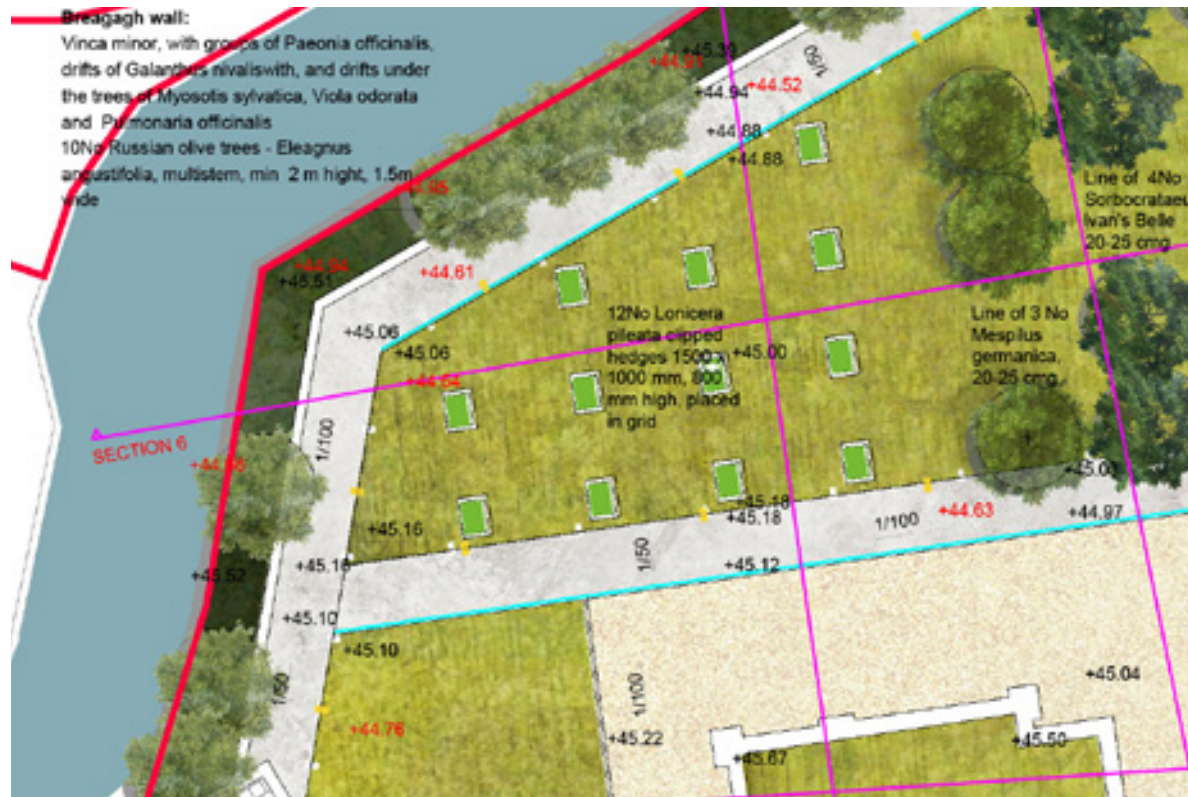 Breagagh wall:
Vinca minor, with groups of Paeonia officinalis,
drifts of Galanthus nivaliswith, and drifts under
the trees of Myosotis sylvatica, Viola odorata
and Pulmonaria officinalis
10No Russian olive trees - Eleagnus
angustifolia, multistem, min 2 m hight, 1.5m
wide
+45.39
+44.91
1/50
+44.94
+44.52
+44.88
+44.88
+44.95
Line of 4No
Sorbocrataeu
Ivan's Belle
20-25 cmg
+44.94
+45.51
+44.61
12No Lonicera
pileata clipped
hedges 1500 x
1000 mm, 800
mm high, placed
in grid
+45.00
Line of 3 No
Mespilus
germanica,
20-25 cmg
+45.06
+45.06
+44.64
SECTION 6
1/100
+45.16
+45.18
+45.18
1/100
+44.63
+45.03
+44.97
+45.52
+45.16
1/50
+45.12
+45.10
+45.10
1/50
1/100
+45.04
+44.76
+45.22
+45.50
+45.67